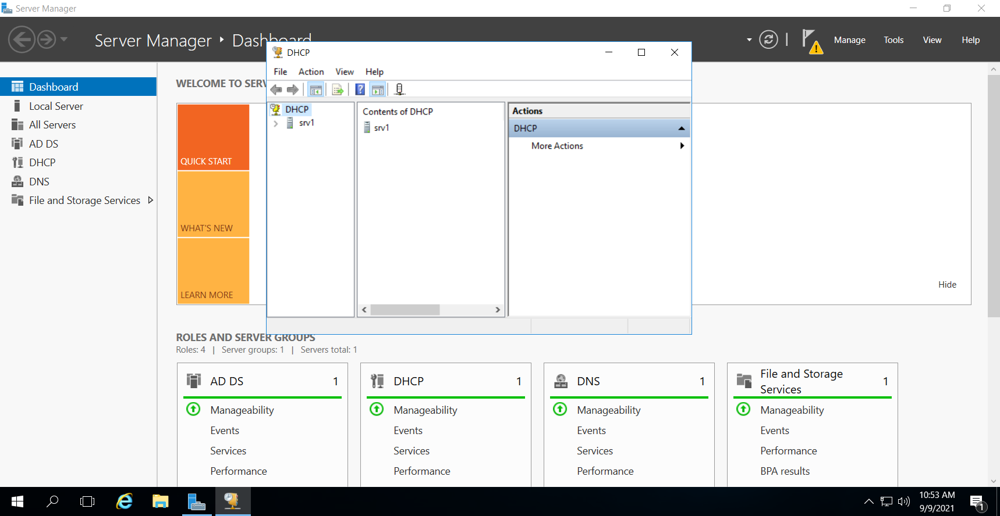 Server Manager
Server Manager
Dashboard
Manage
Tools
View
Help
Dashboard
Local Server
All Servers
AD DS
DHCP
DNS
File and Storage Services
WELCOME TO SERV
QUICK START
WHAT'S NEW
LEARN MORE
Hide
DHCP
File
Action
View
Help
DHCP
srv1
Contents of DHCP
srv1
Actions
DHCP
More Actions
ROLES AND SERVER GROUPS
Roles: 4 | Server groups: 1 | Servers total: 1
AD DS 1
Manageability
Events
Services
Performance
DHCP 1
Manageability
Events
Services
Performance
DNS 1
Manageability
Events
Services
Performance
File and Storage
Services 1
Manageability
Events
Performance
BPA results
10:53 AM
9/9/2021
1